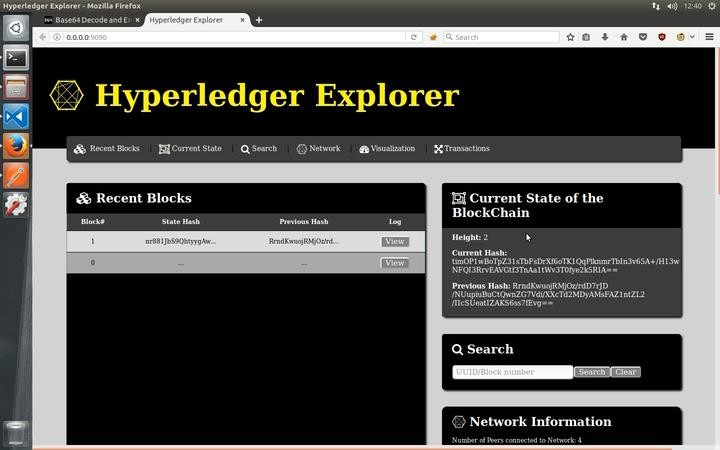 Hyperledger Explorer - Mozilla Firefox
12:40
Base64 Decode and En
Hyperledger Explorer
0.0.0.0:9090
Search
Hyperledger Explorer
Recent Blocks | Current State | Search | Network | Visualization | Transactions
Recent Blocks
Block# State Hash Previous Hash Log
1 nr881JbS9QhtyygAw... RrndKwuojRMjOz/rd... View
0 ... ... View
Current State of the
BlockChain
Height: 2
Current Hash:
timOP1wBoTpZ31sTbFsDrXf6oTK1QqPlknmrTbIn3v65A+/H13w
NFQI3RrvEAVGtf3TnAa1tWv3T0fye2k5RIA==
Previous Hash: RrndKwuojRMjOz/rdD7rJD
/NUupiuBuCtQwnZG7Vdi/XXcTd2MDyAMsFAZ1ntZL2
/IIcSUeatIZAKS6ss7fEvg==
Search
UUID/Block number Search Clear
Network Information
Number of Peers connected to Network: 4